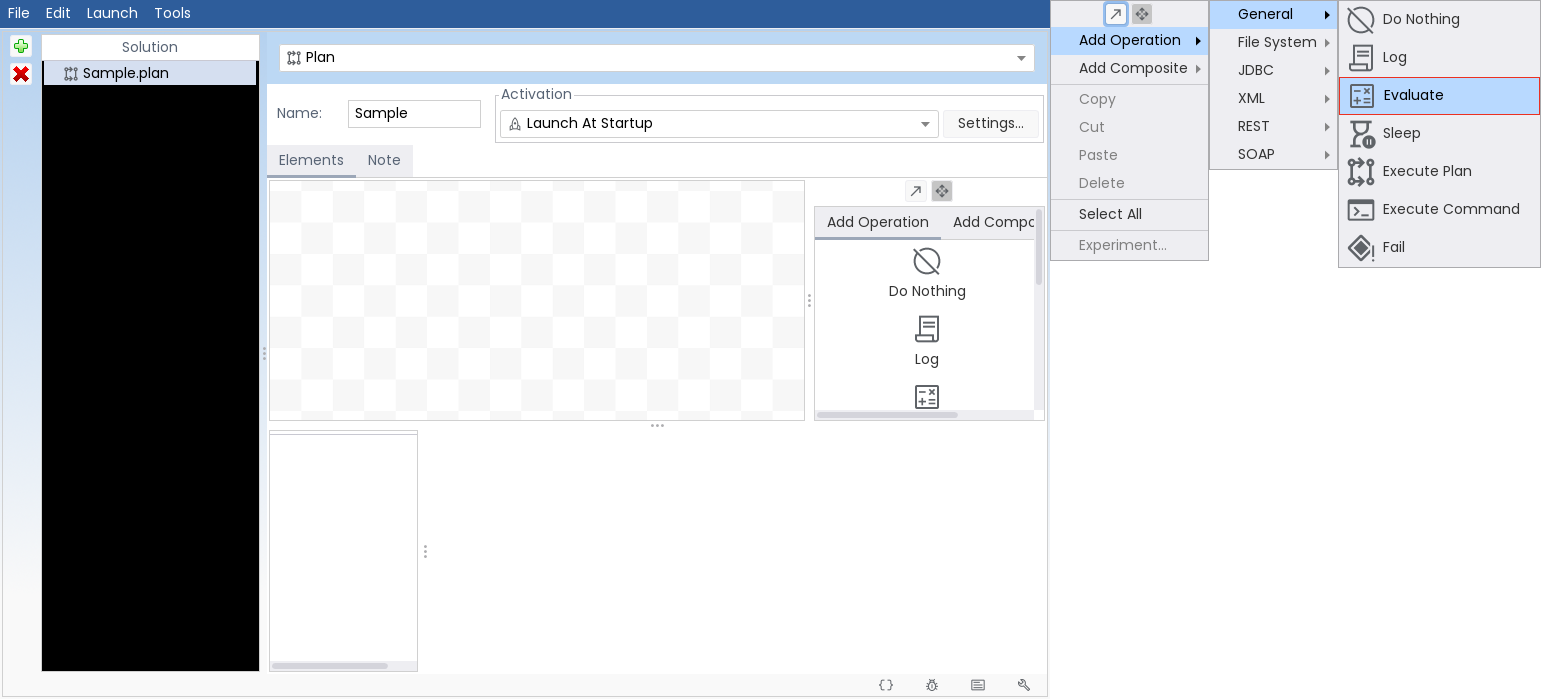 File Edit Launch Tools
Solution
Sample.plan
Plan
Name: Sample
Activation
Launch At Startup Settings...
Elements Note
Add Operation Add Compo
Do Nothing
Log
Add Operation
Add Composite
Copy
Cut
Paste
Delete
Select All
Experiment...
General
File System
JDBC
XML
REST
SOAP
Do Nothing
Log
Evaluate
Sleep
Execute Plan
Execute Command
Fail